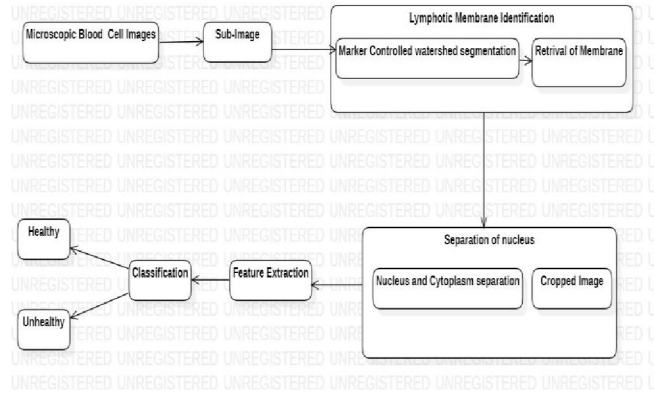 Microscopic Blood Cell Images
Sub-Image
Lymphotic Membrane Identification
Marker Controlled watershed segmentation
Retrival of Membrane
Separation of nucleus
Nucleus and Cytoplasm separation
Cropped Image
Feature Extraction
Classification
Healthy
Unhealthy
UNREGISTERED UNREGISTERED UNREGISTERED UNREGISTERED UNREGISTERED UNREGISTERED U